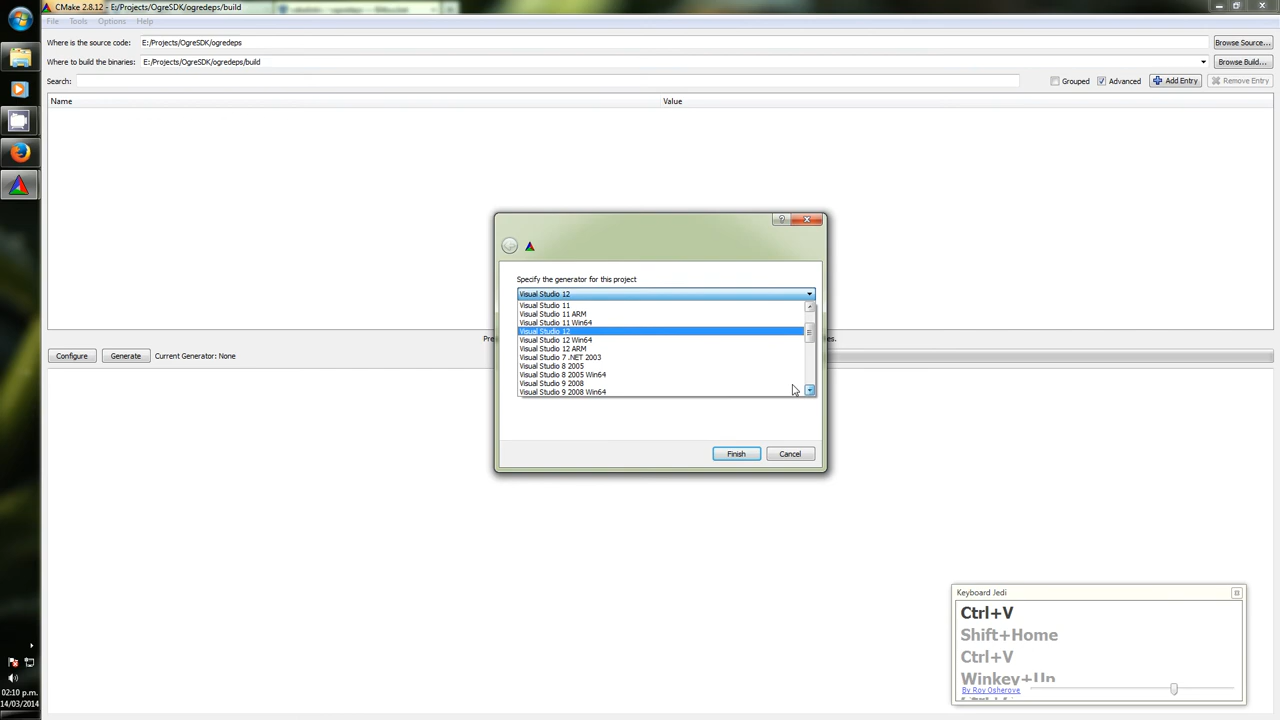 CMake 2.8.12 - E:/Projects/OgreSDK/ogredeps/build
File Tools Options Help
Where is the source code: E:/Projects/OgreSDK/ogredeps
Browse Source...
Where to build the binaries: E:/Projects/OgreSDK/ogredeps/build
Browse Build...
Search:
Grouped
Advanced
Add Entry
Remove Entry
Name
Value
Specify the generator for this project
Visual Studio 12
Visual Studio 11
Visual Studio 11 ARM
Visual Studio 11 Win64
Visual Studio 12
Visual Studio 12 Win64
Visual Studio 12 ARM
Visual Studio 7 .NET 2003
Visual Studio 8 2005
Visual Studio 8 2005 Win64
Visual Studio 9 2008
Visual Studio 9 2008 Win64
Finish
Cancel
Configure
Generate
Current Generator: None
Keyboard Jedi
Ctrl+V
Shift+Home
Ctrl+V
Winkey+Up
By Roy Osherove
02:10 p.m.
14/03/2014